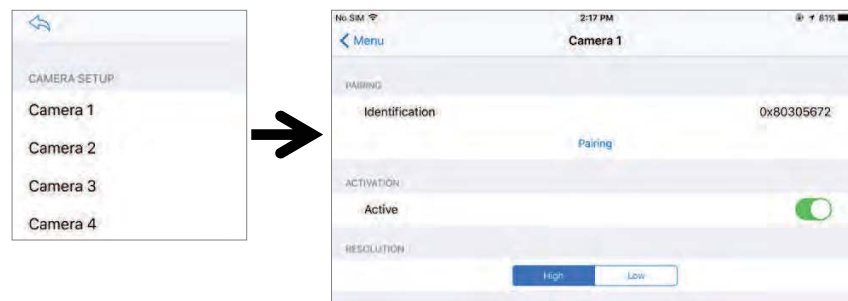 CAMERA SETUP
Camera 1
Camera 2
Camera 3
Camera 4
No SIM 2:17 PM 81%
Menu Camera 1
PAIRING
Identification 0x80305672
Pairing
ACTIVATION
Active
RESOLUTION
High Low